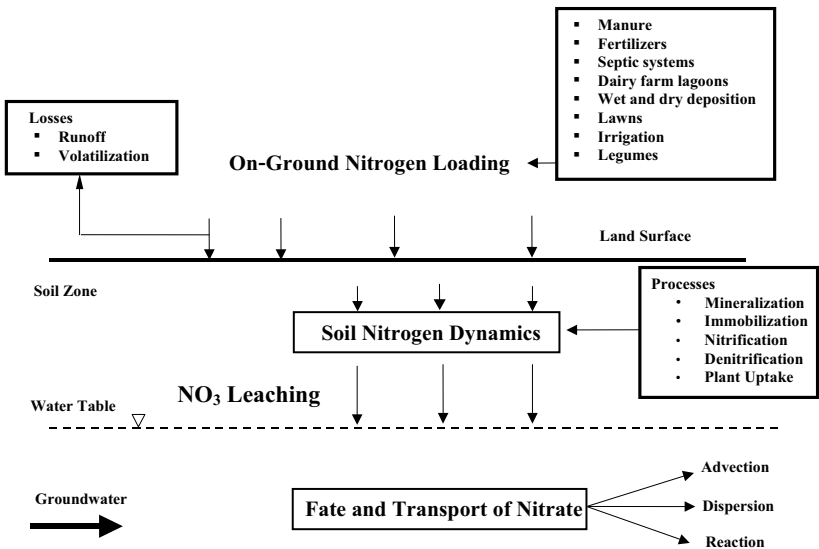 ▪ Manure
▪ Fertilizers
▪ Septic systems
▪ Dairy farm lagoons
▪ Wet and dry deposition
▪ Lawns
▪ Irrigation
▪ Legumes
Losses
▪ Runoff
▪ Volatilization
On-Ground Nitrogen Loading
Land Surface
Soil Zone
Processes
• Mineralization
• Immobilization
• Nitrification
• Denitrification
• Plant Uptake
Soil Nitrogen Dynamics
NO₃ Leaching
Water Table
Groundwater
Fate and Transport of Nitrate
Advection
Dispersion
Reaction